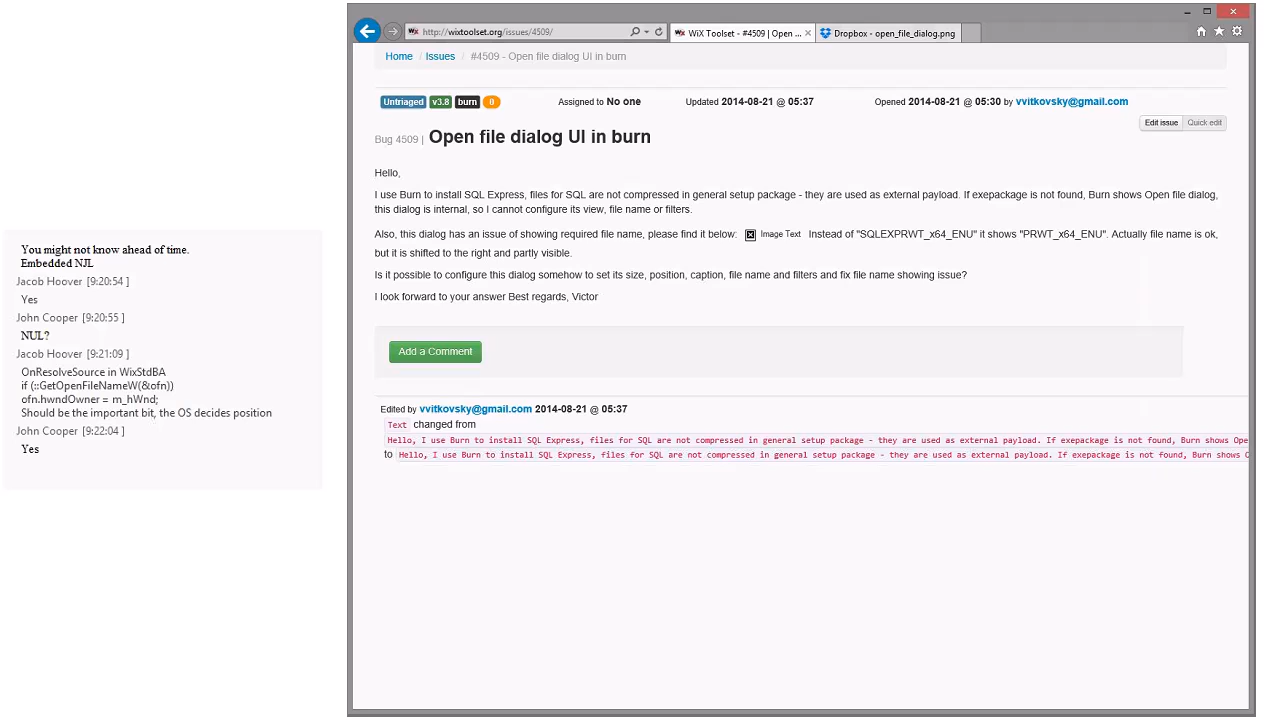 You might not know ahead of time.
Embedded NJL
Jacob Hoover [9:20:54 ]
Yes
John Cooper [9:20:55 ]
NUL?
Jacob Hoover [9:21:09 ]
OnResolveSource in WixStdBA
if (::GetOpenFileNameW(&ofn))
ofn.hwndOwner = m_hWnd;
Should be the important bit, the OS decides position
John Cooper [9:22:04 ]
Yes
http://wixtoolset.org/issues/4509/
WiX Toolset - #4509 | Open ...
Dropbox - open_file_dialog.png
Home / Issues / #4509 - Open file dialog UI in burn
Untriaged v3.8 burn 0 Assigned to No one Updated 2014-08-21 @ 05:37 Opened 2014-08-21 @ 05:30 by vvitkovsky@gmail.com
Edit issue Quick edit
Bug 4509 | Open file dialog UI in burn
Hello,
I use Burn to install SQL Express, files for SQL are not compressed in general setup package - they are used as external payload. If exepackage is not found, Burn shows Open file dialog,
this dialog is internal, so I cannot configure its view, file name or filters.
Also, this dialog has an issue of showing required file name, please find it below: Image Text Instead of "SQLEXPRWT_x64_ENU" it shows "PRWT_x64_ENU". Actually file name is ok,
but it is shifted to the right and partly visible.
Is it possible to configure this dialog somehow to set its size, position, caption, file name and filters and fix file name showing issue?
I look forward to your answer Best regards, Victor
Add a Comment
Edited by vvitkovsky@gmail.com 2014-08-21 @ 05:37
Text changed from
Hello, I use Burn to install SQL Express, files for SQL are not compressed in general setup package - they are used as external payload. If exepackage is not found, Burn shows Ope
to Hello, I use Burn to install SQL Express, files for SQL are not compressed in general setup package - they are used as external payload. If exepackage is not found, Burn shows O